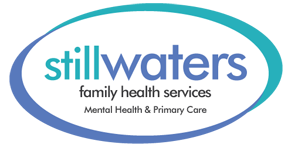 stillwaters
family health services
Mental Health & Primary Care